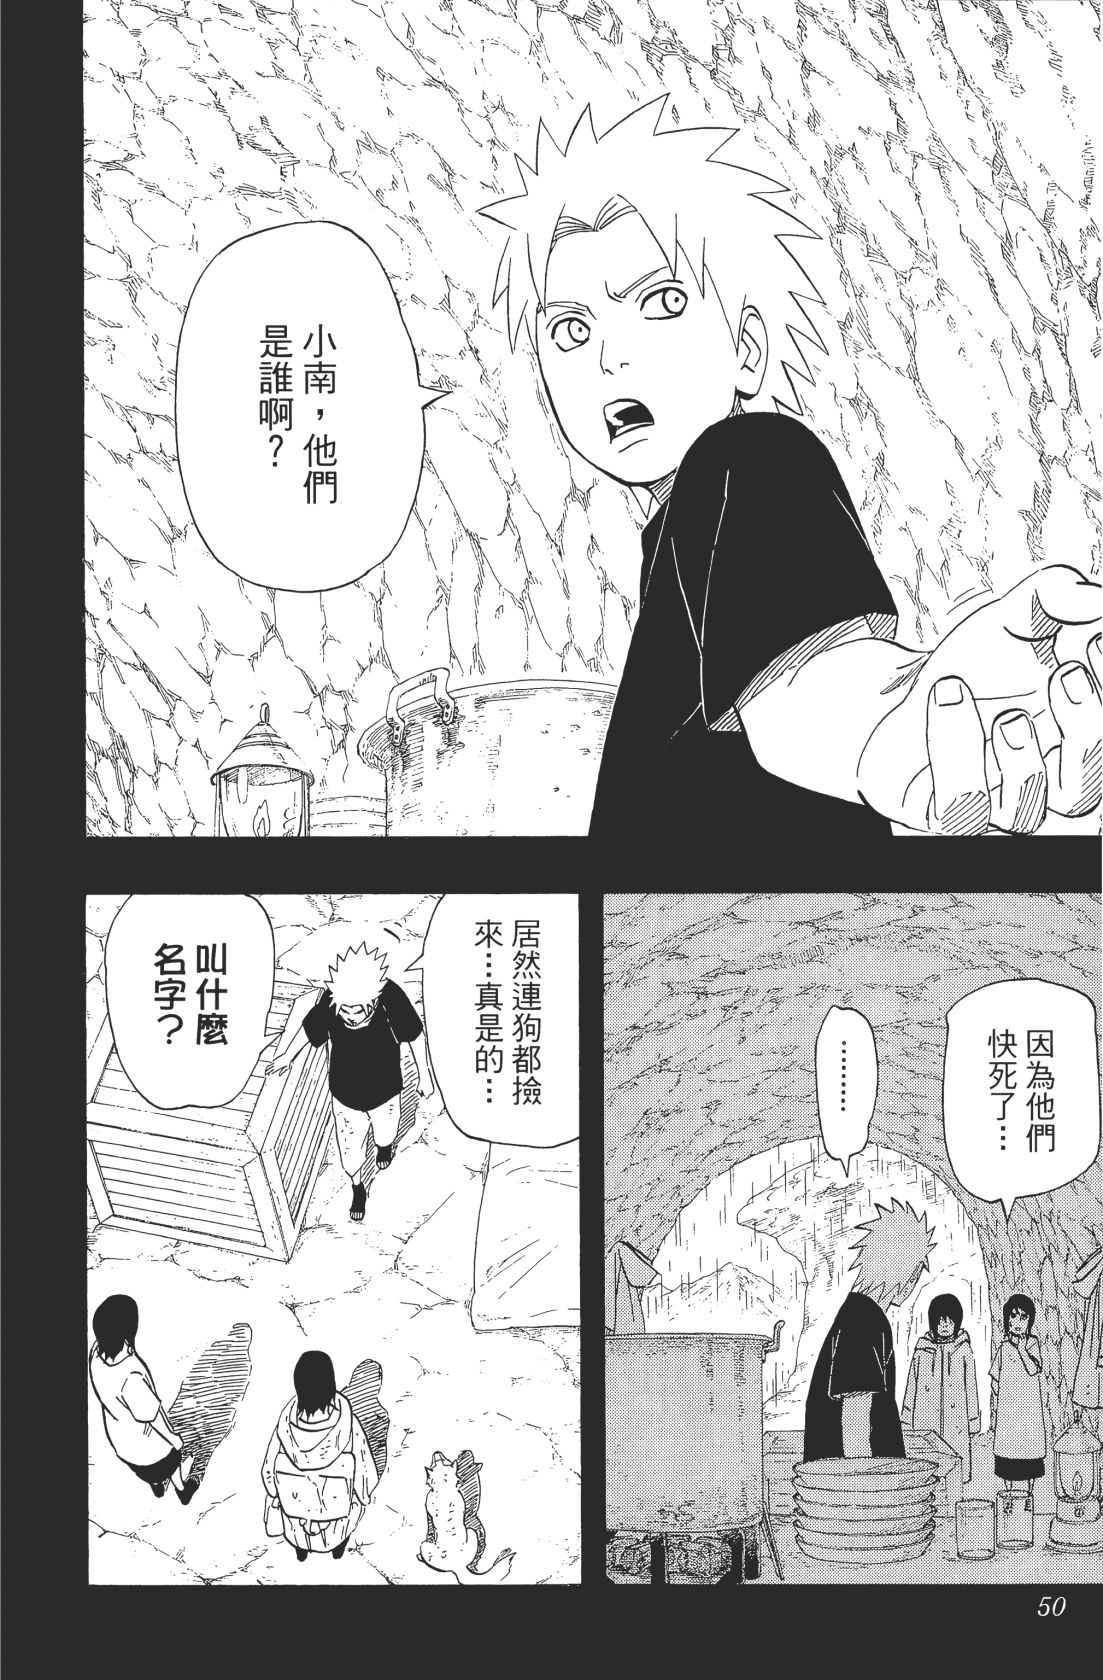 小南，他們
是誰啊？
因為他們
快死了…
………
居然連狗都撿
來…真是的…
叫什麼
名字？
50